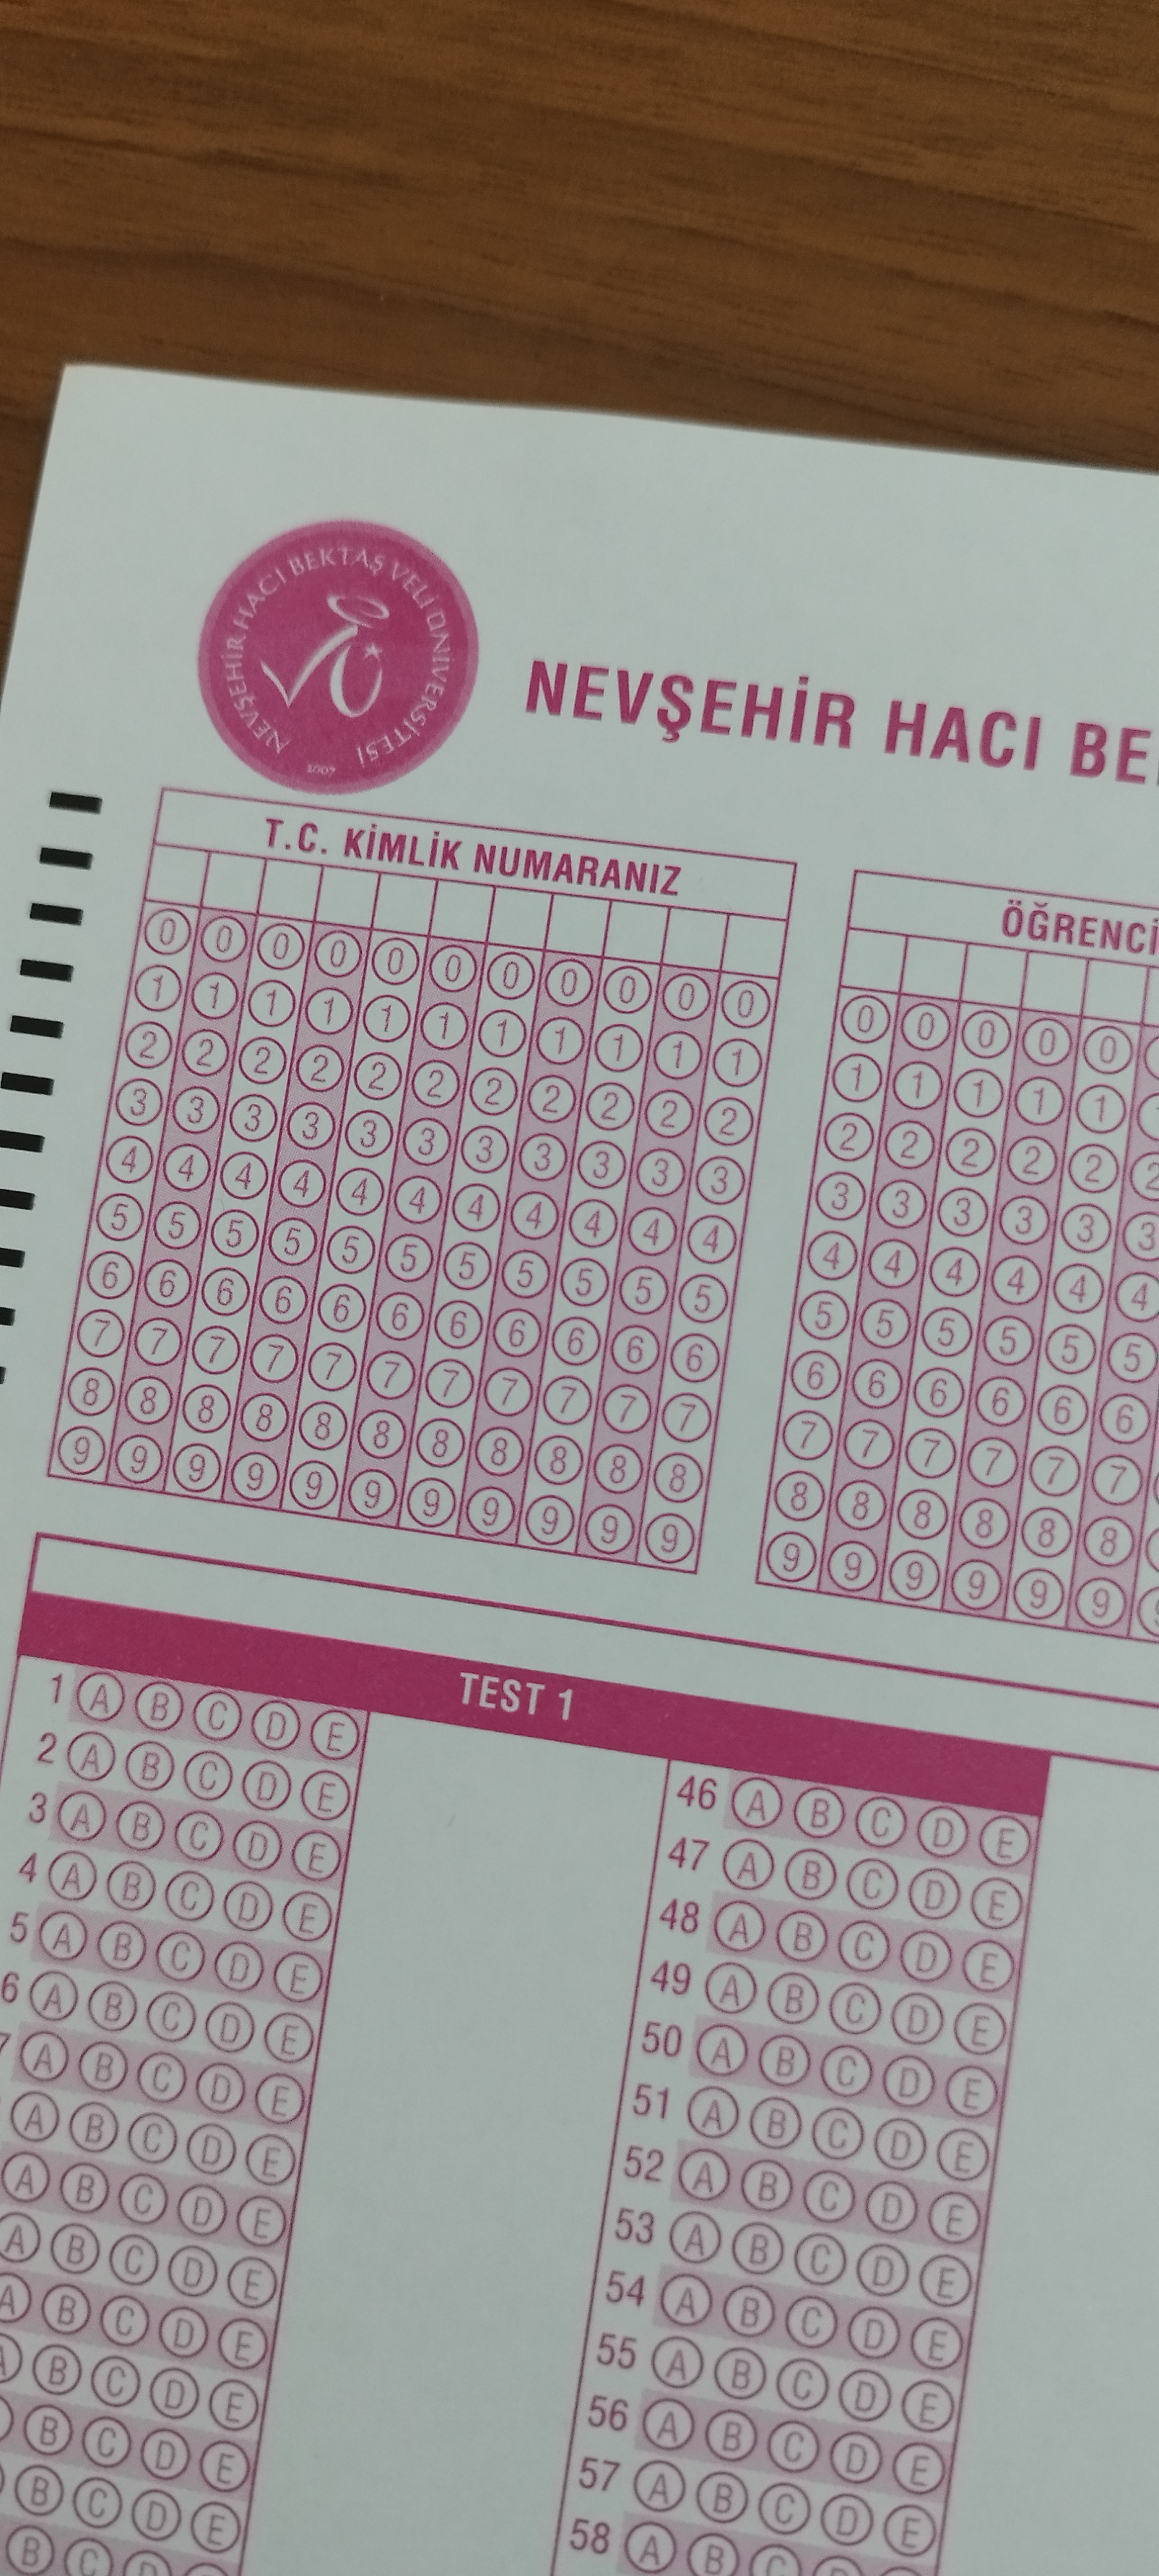 NEVŞEHİR HACI BEKTAŞ VELİ ÜNİVERSİTESİ
2007
NEVŞEHİR HACI
T.C. KİMLİK NUMARANIZ
0 0 0 0 0 0 0 0 0 0 0
1 1 1 1 1 1 1 1 1 1 1
2 2 2 2 2 2 2 2 2 2 2
3 3 3 3 3 3 3 3 3 3 3
4 4 4 4 4 4 4 4 4 4 4
5 5 5 5 5 5 5 5 5 5 5
6 6 6 6 6 6 6 6 6 6 6
7 7 7 7 7 7 7 7 7 7 7
8 8 8 8 8 8 8 8 8 8 8
9 9 9 9 9 9 9 9 9 9 9
ÖĞRENCİ
0 0 0 0 0
1 1 1 1 1
2 2 2 2 2 2
3 3 3 3 3 3
4 4 4 4 4 4
5 5 5 5 5 5
6 6 6 6 6 6
7 7 7 7 7 7
8 8 8 8 8 8
9 9 9 9 9 9
TEST 1
1 A B C D E
2 A B C D E
3 A B C D E
4 A B C D E
5 A B C D E
6 A B C D E
7 A B C D E
A B C D E
A B C D E
A B C D E
A B C D E
B C D E
B C D E
B C D E
B C D
46 A B C D E
47 A B C D E
48 A B C D E
49 A B C D E
50 A B C D E
51 A B C D E
52 A B C D E
53 A B C D E
54 A B C D E
55 A B C D E
56 A B C D E
57 A B C D E
58 A B C D